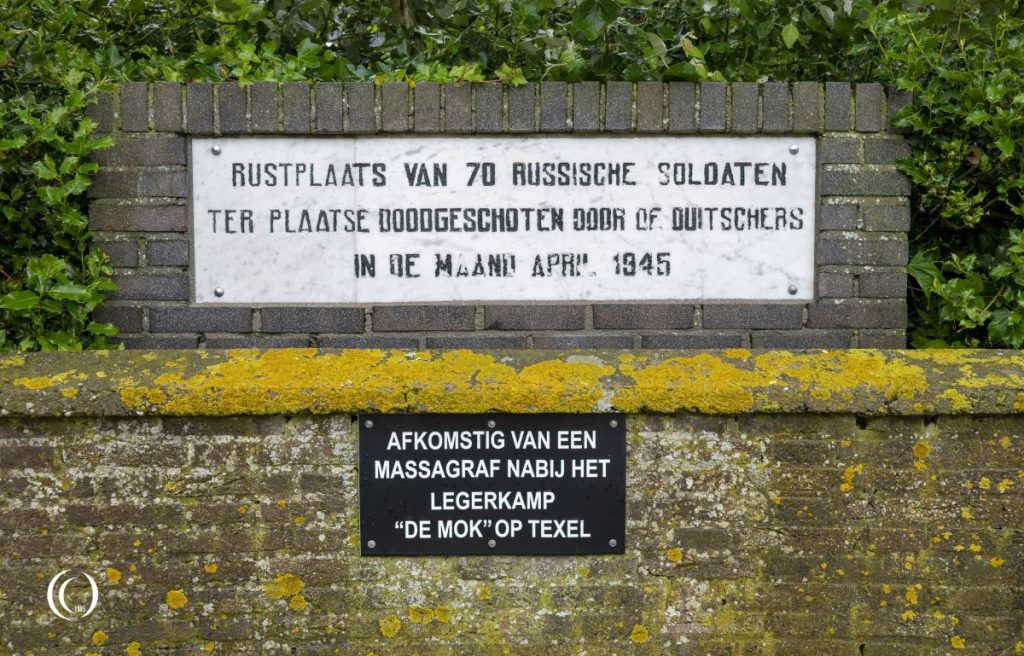 RUSTPLAATS VAN 70 RUSSISCHE SOLDATEN
TER PLAATSE DOODGESCHOTEN DOOR DE DUITSCHERS
IN DE MAAND APRIL 1945
AFKOMSTIG VAN EEN
MASSAGRAF NABIJ HET
LEGERKAMP
“DE MOK” OP TEXEL